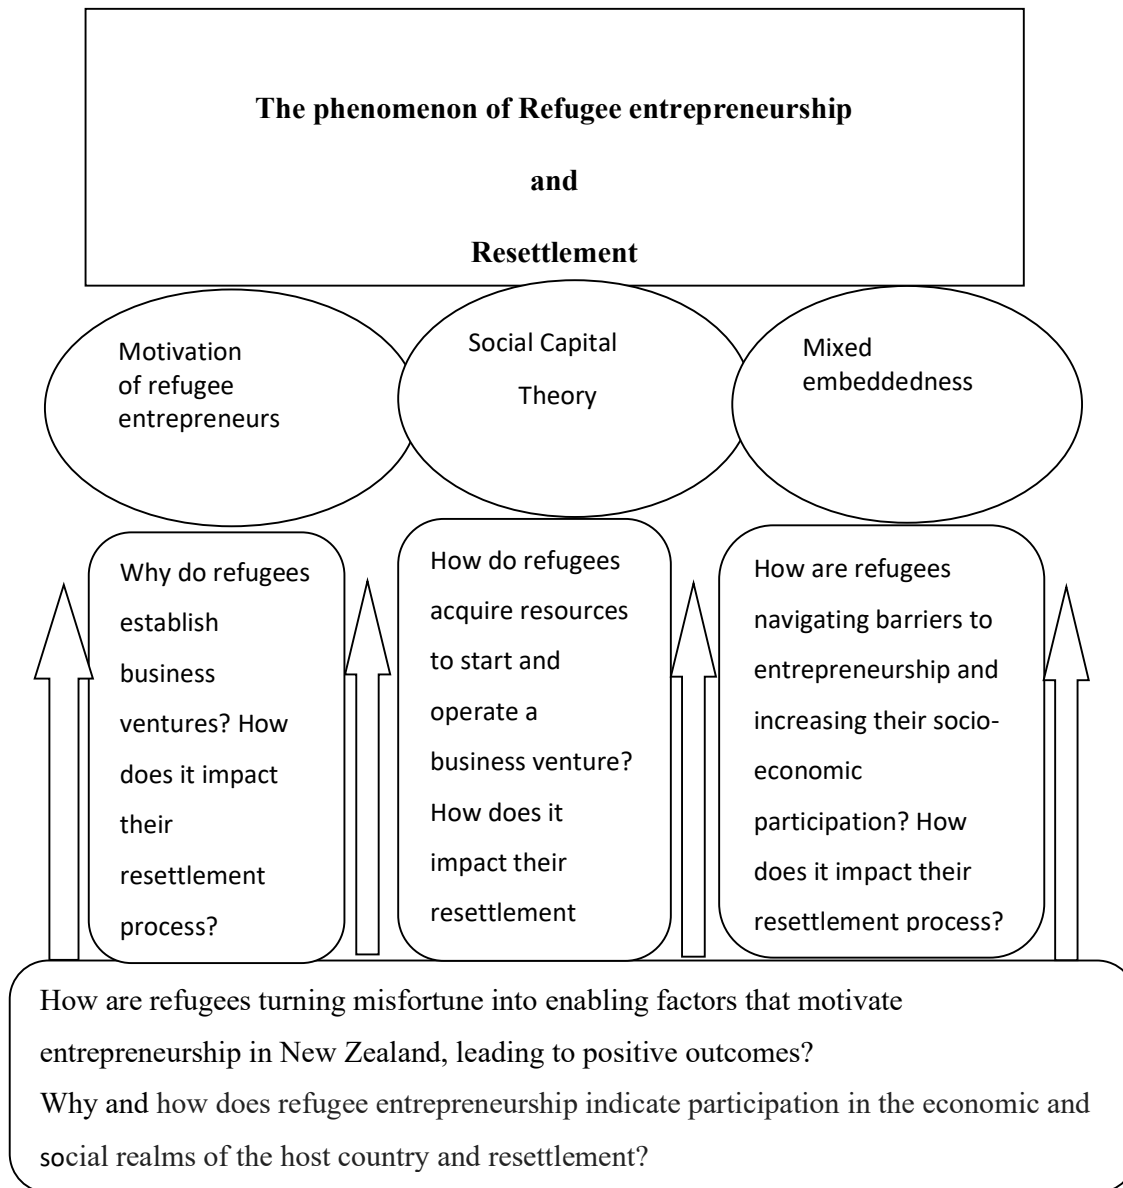 The phenomenon of Refugee entrepreneurship
and
Resettlement
Motivation
of refugee
entrepreneurs
Social Capital
Theory
Mixed
embeddedness
Why do refugees
establish
business
ventures? How
does it impact
their
resettlement
process?
How do refugees
acquire resources
to start and
operate a
business venture?
How does it
impact their
resettlement
How are refugees
navigating barriers to
entrepreneurship and
increasing their socio-
economic
participation? How
does it impact their
resettlement process?
How are refugees turning misfortune into enabling factors that motivate
entrepreneurship in New Zealand, leading to positive outcomes?
Why and how does refugee entrepreneurship indicate participation in the economic and
social realms of the host country and resettlement?